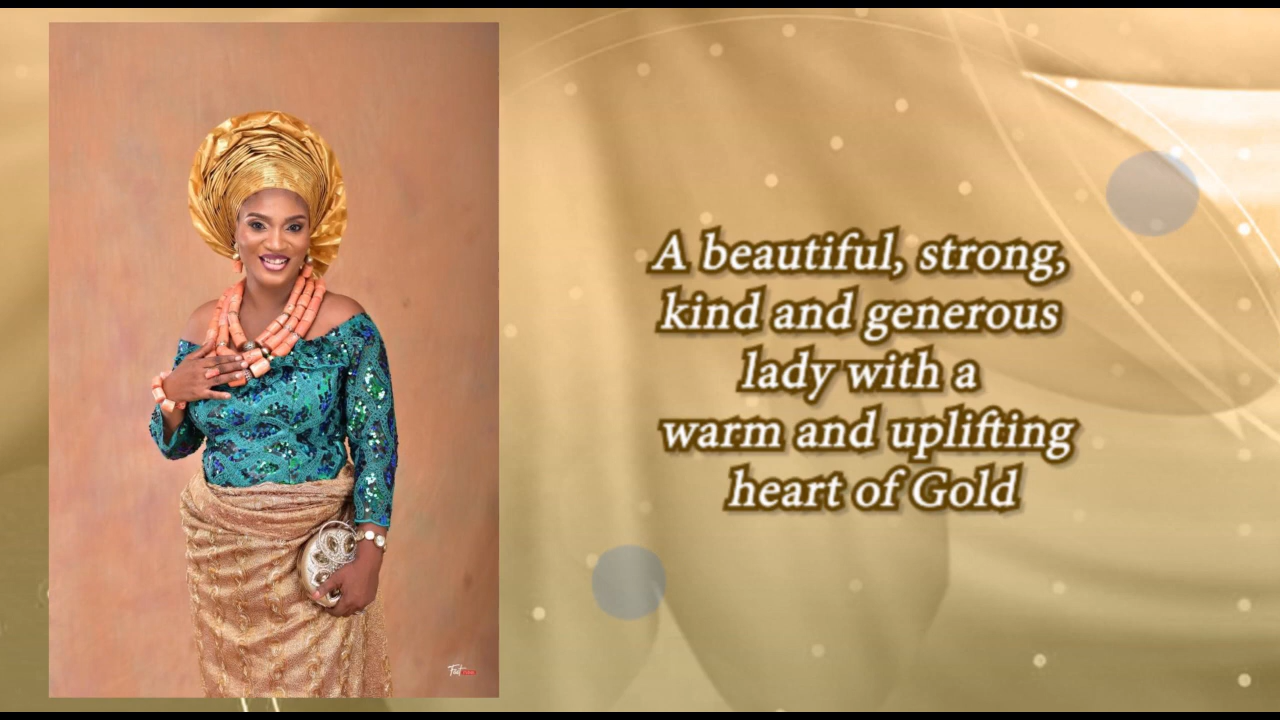 A beautiful, strong,
kind and generous
lady with a
warm and uplifting
heart of Gold